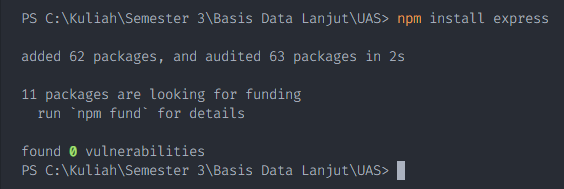 PS C:\Kuliah\Semester 3\Basis Data Lanjut\UAS> npm install express
added 62 packages, and audited 63 packages in 2s
11 packages are looking for funding
run `npm fund` for details
found 0 vulnerabilities
PS C:\Kuliah\Semester 3\Basis Data Lanjut\UAS>